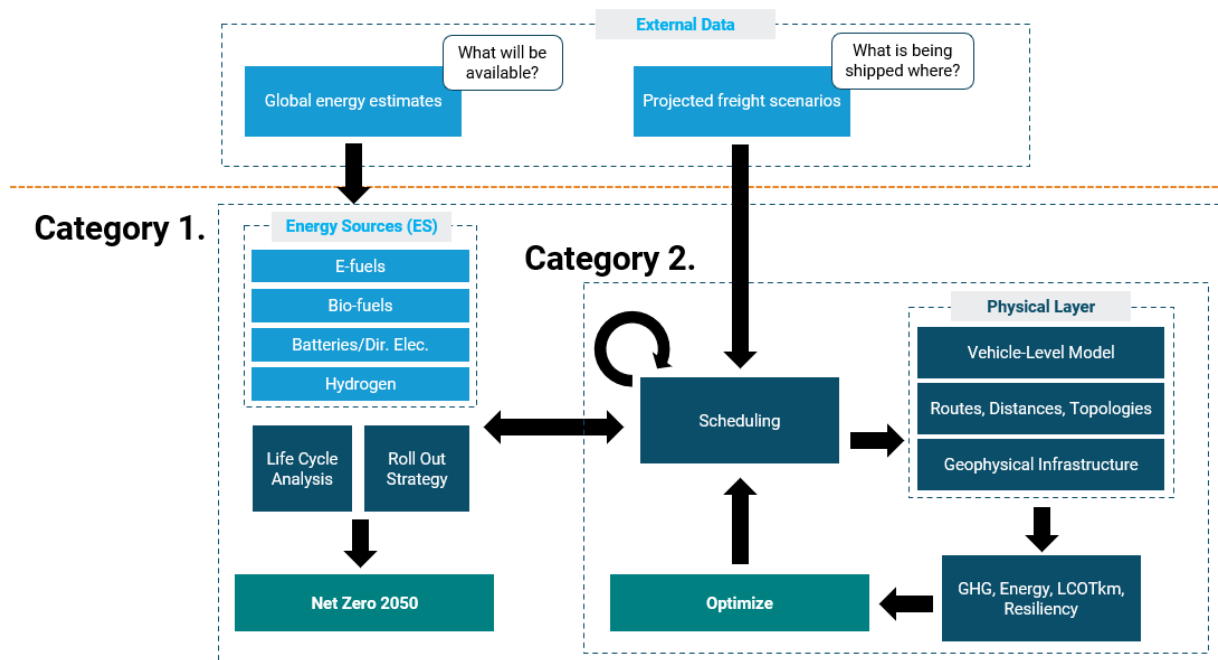 External Data
What will be
available?
Global energy estimates
What is being
shipped where?
Projected freight scenarios
Category 1.
Energy Sources (ES)
E-fuels
Bio-fuels
Batteries/Dir. Elec.
Hydrogen
Life Cycle
Analysis
Roll Out
Strategy
Net Zero 2050
Category 2.
Scheduling
Physical Layer
Vehicle-Level Model
Routes, Distances, Topologies
Geophysical Infrastructure
GHG, Energy, LCOTkm,
Resiliency
Optimize